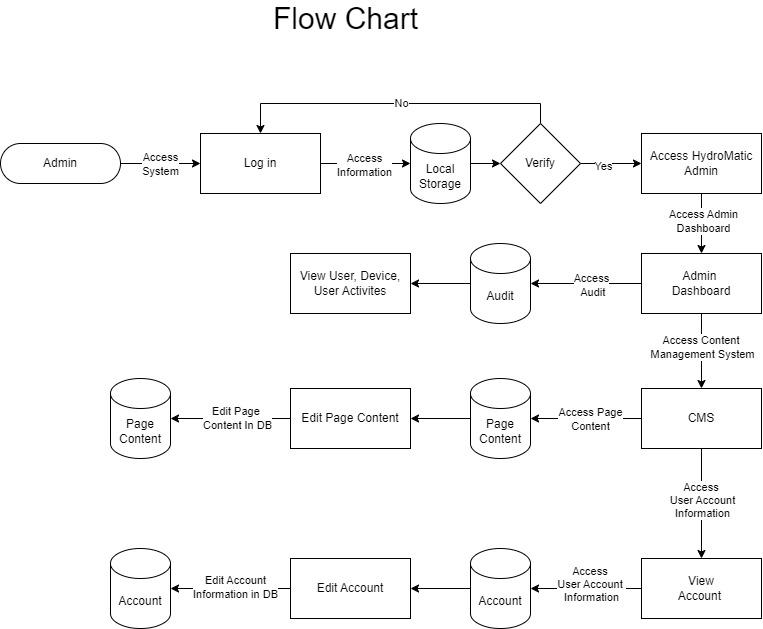 Flow Chart
No
Admin
Access
System
Log in
Access
Information
Local
Storage
Verify
Yes
Access HydroMatic
Admin
Access Admin
Dashboard
View User, Device,
User Activites
Audit
Access
Audit
Admin
Dashboard
Access Content
Management System
Page
Content
Edit Page
Content In DB
Edit Page Content
Page
Content
Access Page
Content
CMS
Access
User Account
Information
Account
Edit Account
Information in DB
Edit Account
Account
Access
User Account
Information
View
Account